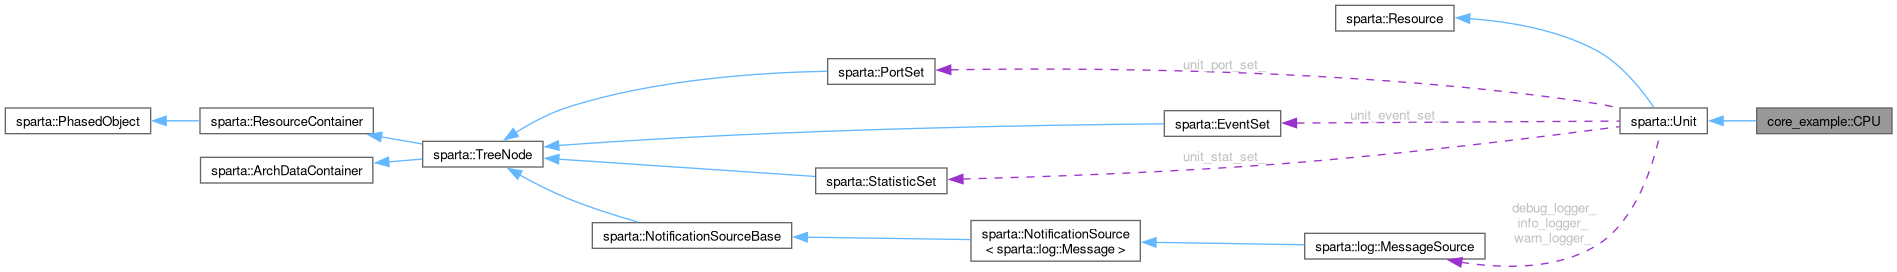 sparta::Resource
sparta::PortSet
unit_port_set_
sparta::PhasedObject
sparta::ResourceContainer
sparta::EventSet
unit_event_set_
sparta::Unit
core_example::CPU
sparta::TreeNode
sparta::ArchDataContainer
unit_stat_set_
sparta::StatisticSet
debug_logger_
info_logger_
warn_logger_
sparta::NotificationSourceBase
sparta::NotificationSource
< sparta::log::Message >
sparta::log::MessageSource